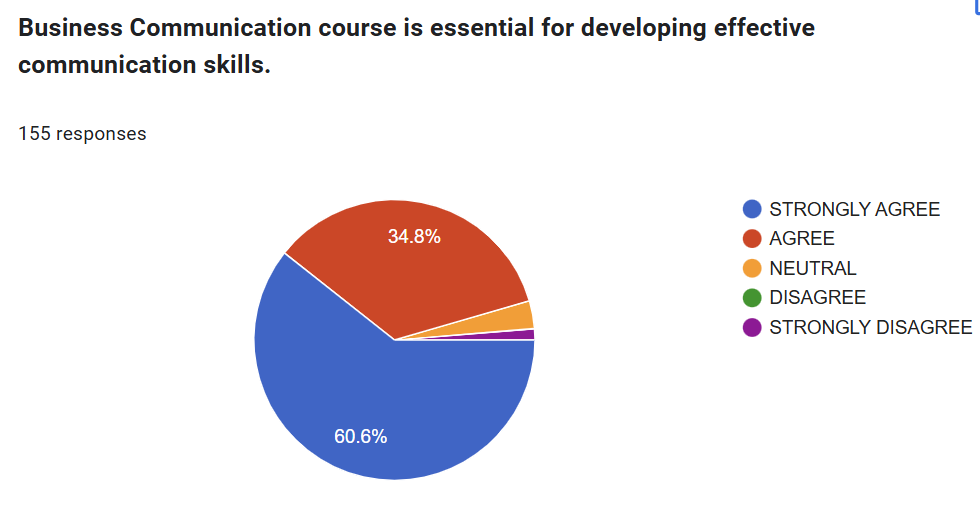 Business Communication course is essential for developing effective
communication skills.
155 responses
34.8%
60.6%
STRONGLY AGREE
AGREE
NEUTRAL
DISAGREE
STRONGLY DISAGREE